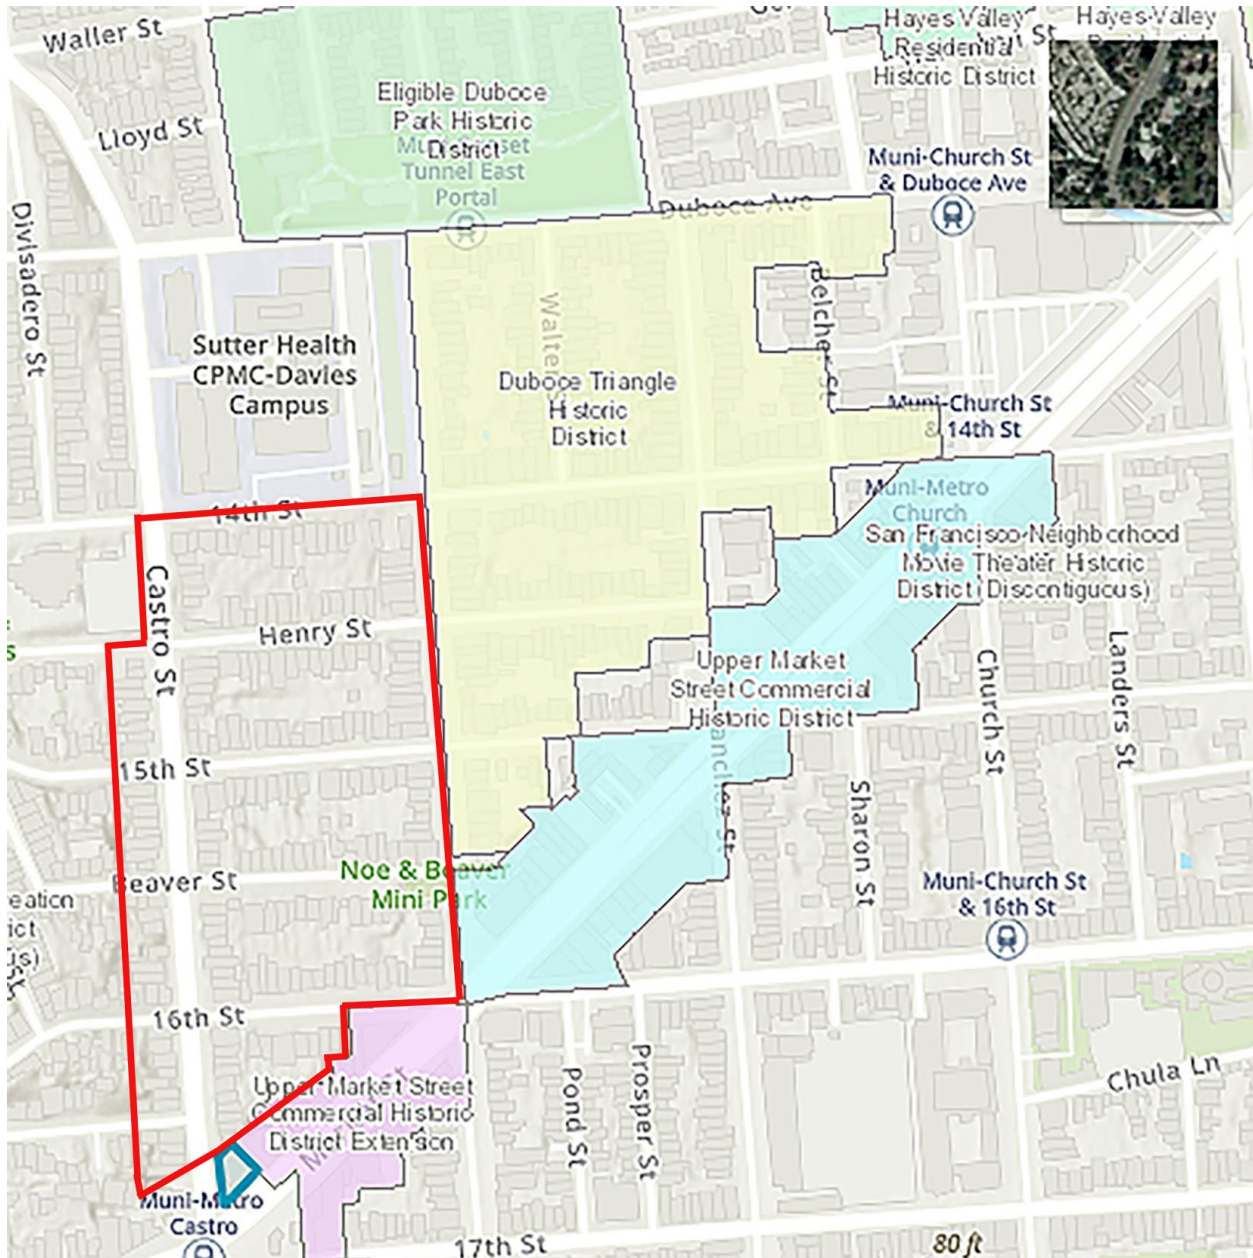 Waller St
Lloyd St
Divisadero St
Eligible Duboce
Park Historic
District
Tunnel East
Portal
Hayes Valley
Residential
Historic District
St
Hayes-Valley
Muni-Church St
& Duboce Ave
Duboce Ave
Sutter Health
CPMC-Davies
Campus
Walter
Belcher St
Duboce Triangle
Historic
District
Muni-Church St
& 14th St
14th St
Muni-Metro
Church
San Francisco Neighborhood
Movie Theater Historic
District (Discontiguous)
Castro St
Henry St
Upper Market
Street Commercial
Historic District
Church St
Landers St
15th St
Sharon St
Beaver St
Noe & Beaver
Mini Park
Muni-Church St
& 16th St
eation
ict
us)
16th St
Upper Market Street
Commercial Historic
District Extension
Pond St
Prosper St
Chula Ln
Muni-Metro
Castro
17th St
80 ft